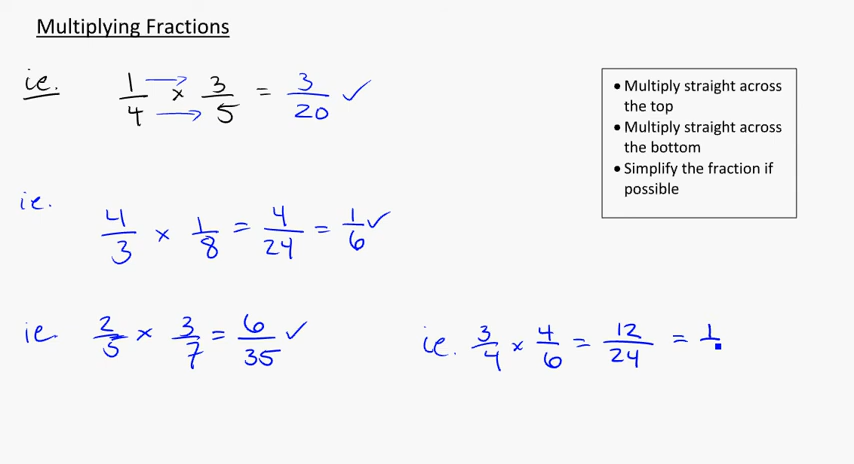 Multiplying Fractions
ie. 1/4 × 3/5 = 3/20 ✓
• Multiply straight across
the top
• Multiply straight across
the bottom
• Simplify the fraction if
possible
ie. 4/3 × 1/8 = 4/24 = 1/6 ✓
ie. 2/5 × 3/7 = 6/35 ✓
ie. 3/4 × 4/6 = 12/24 = 1/